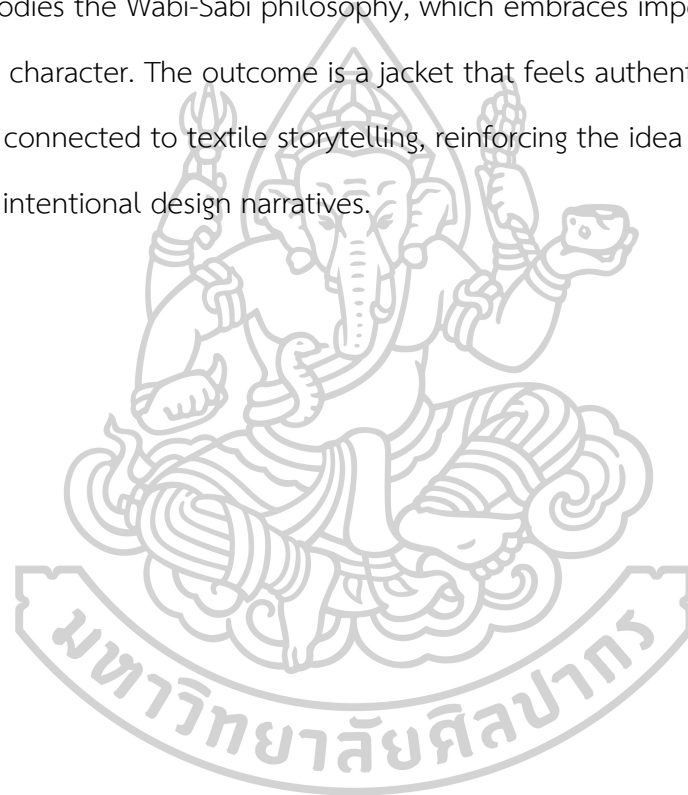 odies the Wabi-Sabi philosophy, which embraces impe
character. The outcome is a jacket that feels authent
connected to textile storytelling, reinforcing the idea
intentional design narratives.
มหาวิทยาลัยศิลปากร